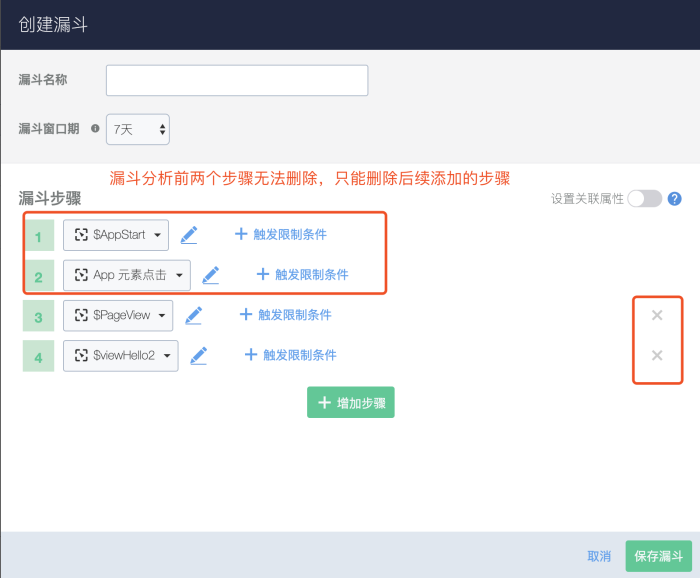 创建漏斗
漏斗名称
漏斗窗口期 7天
漏斗分析前两个步骤无法删除，只能删除后续添加的步骤
漏斗步骤 设置关联属性
1 $AppStart 触发限制条件
2 App 元素点击 触发限制条件
3 $PageView 触发限制条件
4 $viewHello2 触发限制条件
增加步骤
取消 保存漏斗